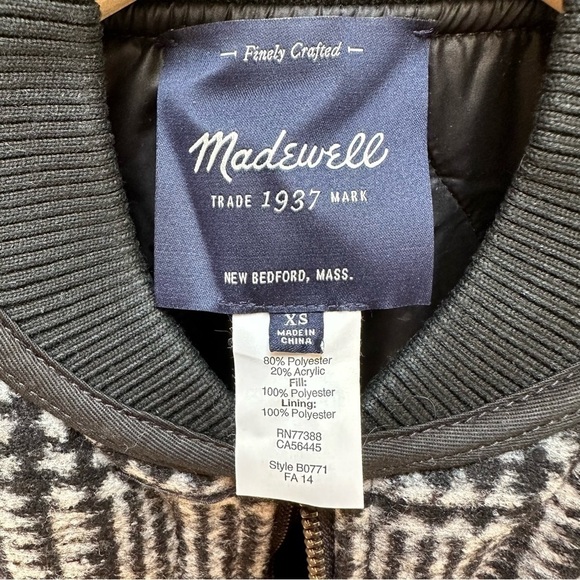 Finely Crafted
Madewell
TRADE 1937 MARK
NEW BEDFORD, MASS.
XS
MADE IN
CHINA
80% Polyester
20% Acrylic
Fill:
100% Polyester
Lining:
100% Polyester
RN77388
CA56445
Style B0771
FA 14